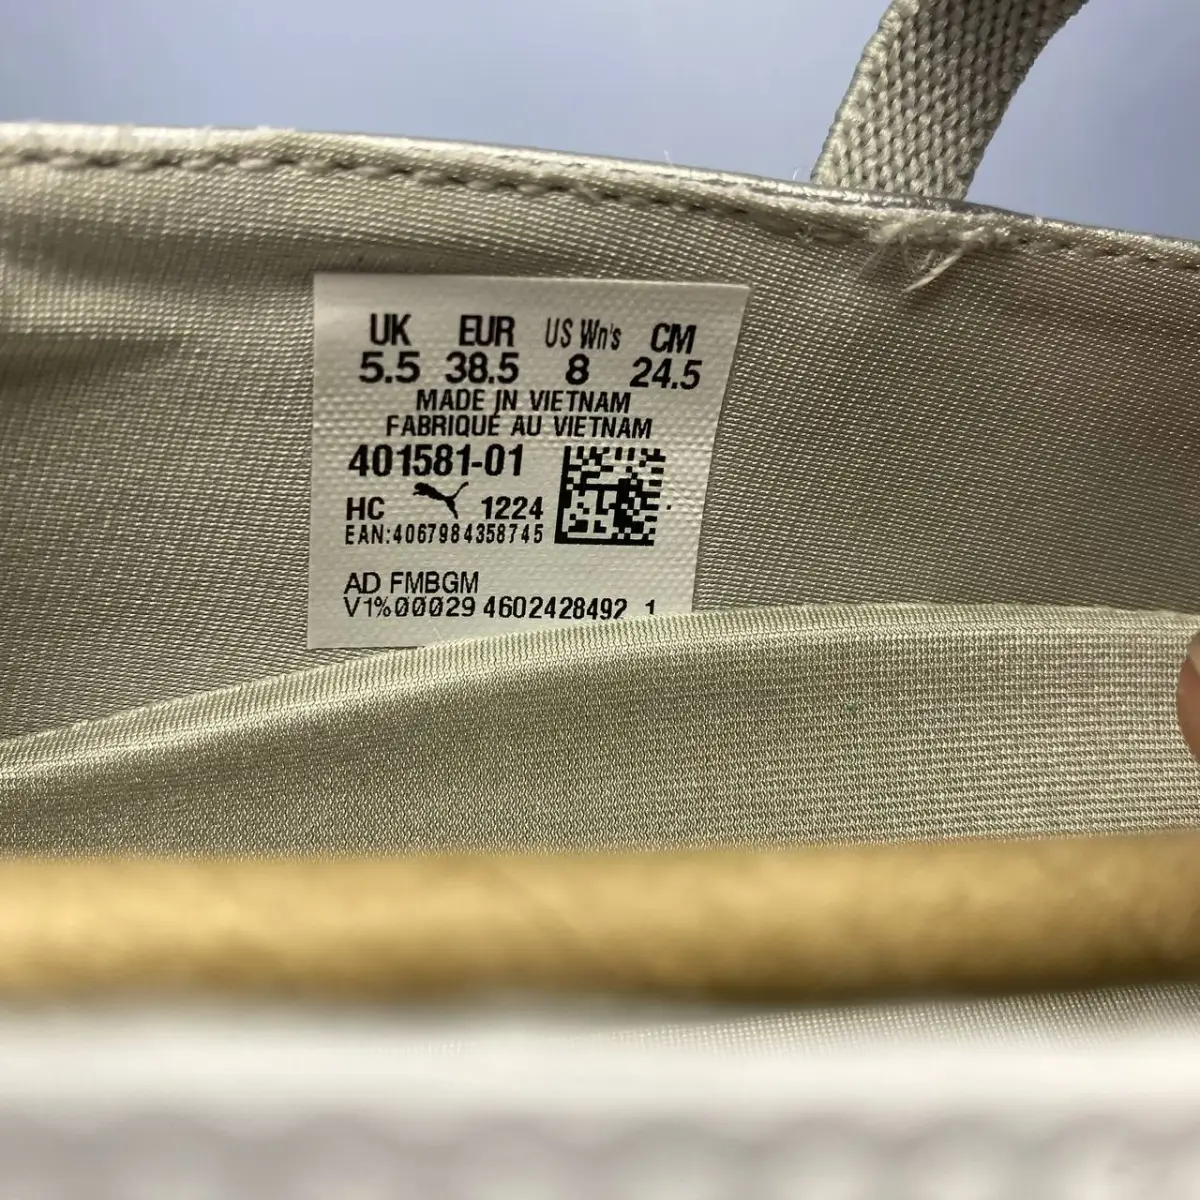 UK EUR US Wn's CM
5.5 38.5 8 24.5
MADE IN VIETNAM
FABRIQUÉ AU VIETNAM
401581-01
HC 1224
EAN:4067984358745
AD FMBGM
V1%00029 4602428492 1